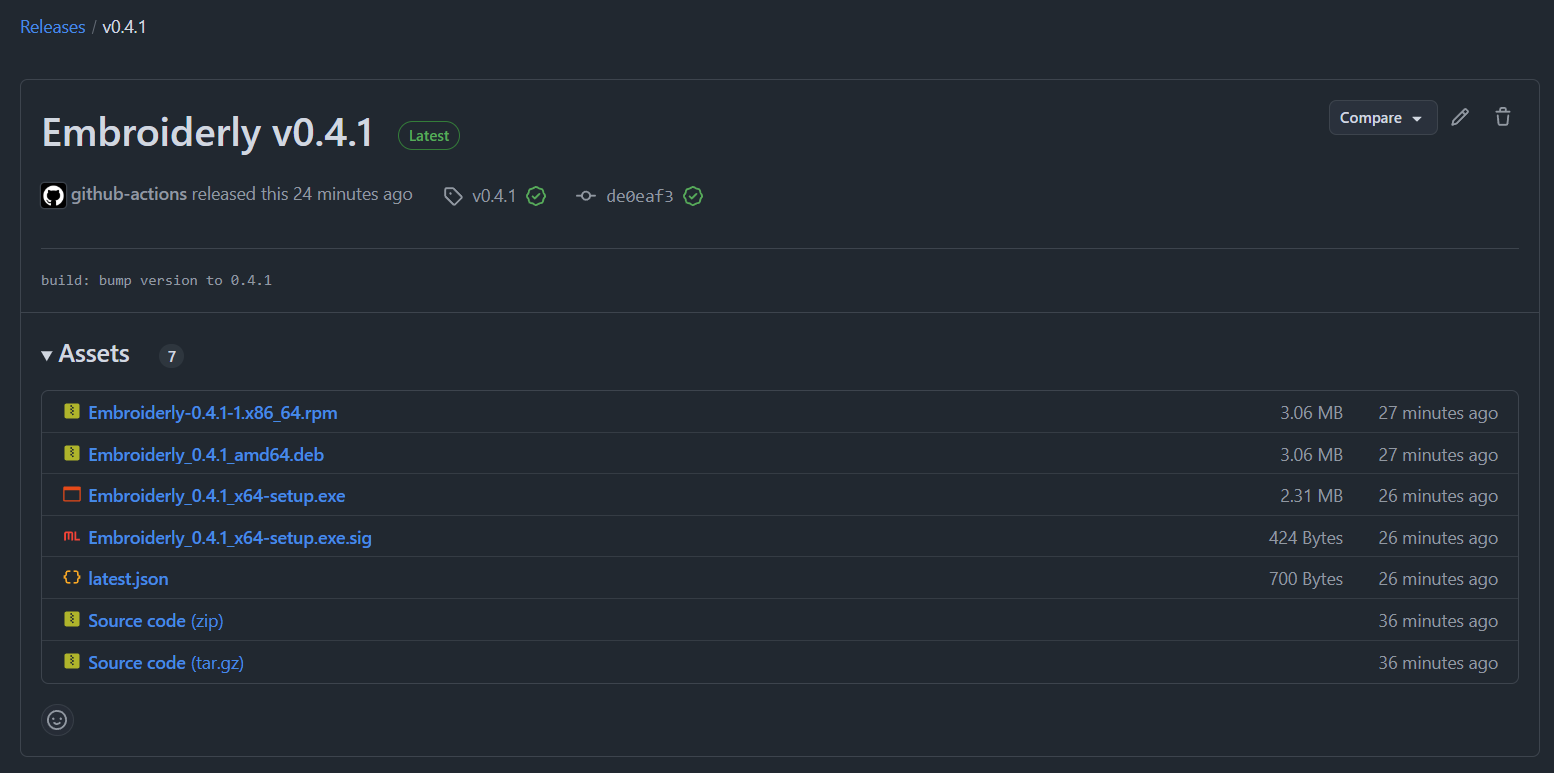 Releases / v0.4.1
Embroiderly v0.4.1 Latest
Compare
github-actions released this 24 minutes ago v0.4.1 de0eaf3
build: bump version to 0.4.1
Assets 7
Embroiderly-0.4.1-1.x86_64.rpm 3.06 MB 27 minutes ago
Embroiderly_0.4.1_amd64.deb 3.06 MB 27 minutes ago
Embroiderly_0.4.1_x64-setup.exe 2.31 MB 26 minutes ago
Embroiderly_0.4.1_x64-setup.exe.sig 424 Bytes 26 minutes ago
latest.json 700 Bytes 26 minutes ago
Source code (zip) 36 minutes ago
Source code (tar.gz) 36 minutes ago